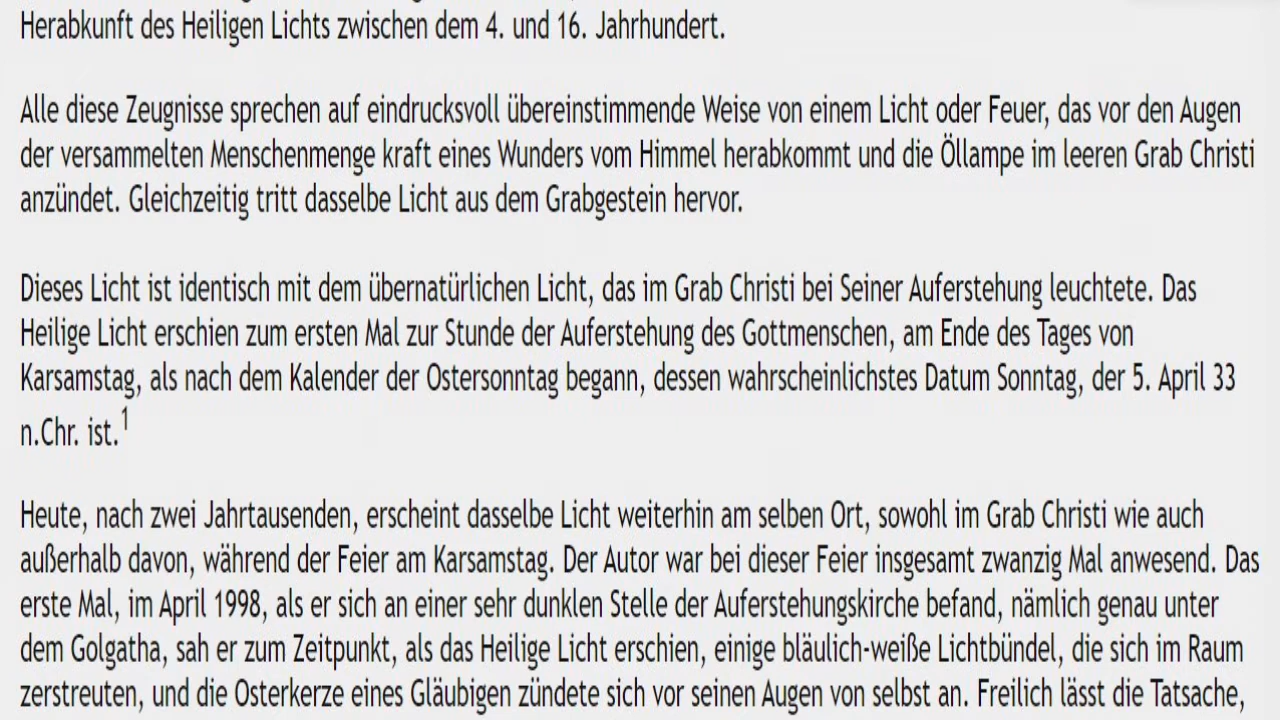 Herabkunft des Heiligen Lichts zwischen dem 4. und 16. Jahrhundert.
Alle diese Zeugnisse sprechen auf eindrucksvoll übereinstimmende Weise von einem Licht oder Feuer, das vor den Augen
der versammelten Menschenmenge kraft eines Wunders vom Himmel herabkommt und die Öllampe im leeren Grab Christi
anzündet. Gleichzeitig tritt dasselbe Licht aus dem Grabgestein hervor.
Dieses Licht ist identisch mit dem übernatürlichen Licht, das im Grab Christi bei Seiner Auferstehung leuchtete. Das
Heilige Licht erschien zum ersten Mal zur Stunde der Auferstehung des Gottmenschen, am Ende des Tages von
Karsamstag, als nach dem Kalender der Ostersonntag begann, dessen wahrscheinlichstes Datum Sonntag, der 5. April 33
n.Chr. ist.1
Heute, nach zwei Jahrtausenden, erscheint dasselbe Licht weiterhin am selben Ort, sowohl im Grab Christi wie auch
außerhalb davon, während der Feier am Karsamstag. Der Autor war bei dieser Feier insgesamt zwanzig Mal anwesend. Das
erste Mal, im April 1998, als er sich an einer sehr dunklen Stelle der Auferstehungskirche befand, nämlich genau unter
dem Golgatha, sah er zum Zeitpunkt, als das Heilige Licht erschien, einige bläulich-weiße Lichtbündel, die sich im Raum
zerstreuten, und die Osterkerze eines Gläubigen zündete sich vor seinen Augen von selbst an. Freilich lässt die Tatsache,